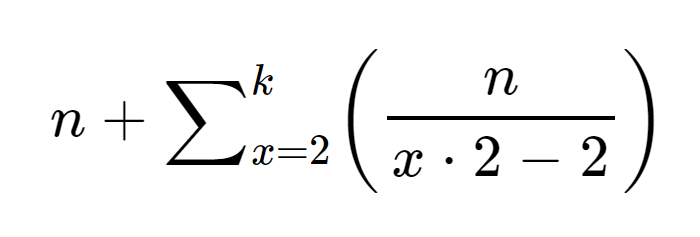 n + \sum_{x=2}^{k} \left( \frac{n}{x \cdot 2 - 2} \right)